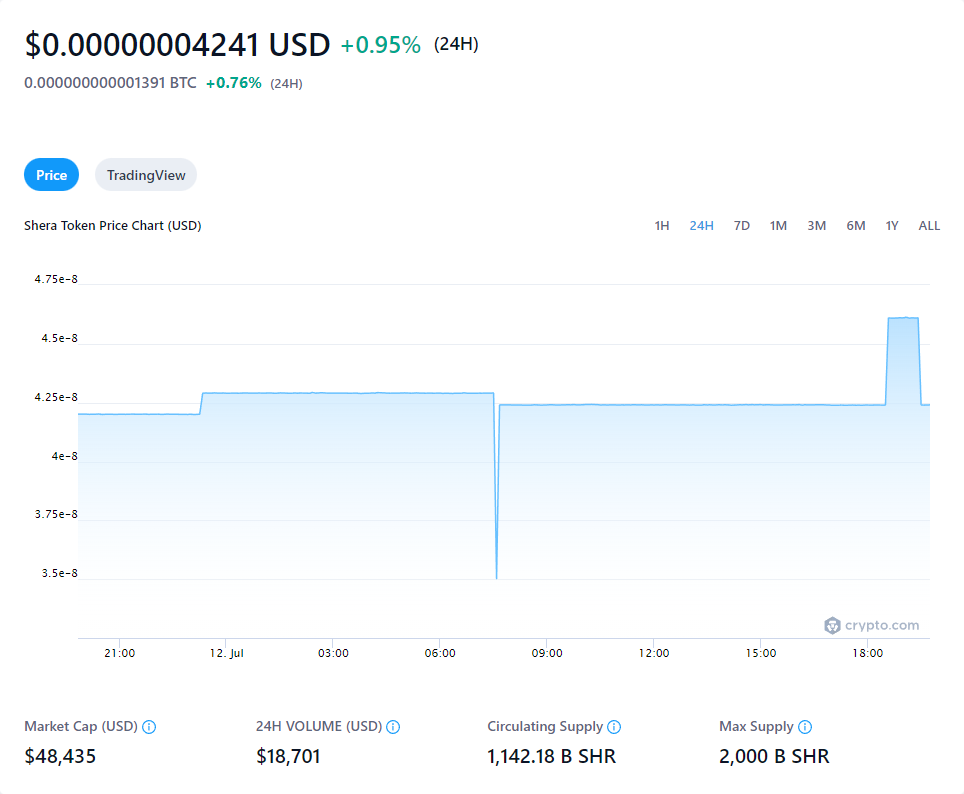 $0.00000004241 USD +0.95% (24H)
0.000000000001391 BTC +0.76% (24H)
Price TradingView
Shera Token Price Chart (USD) 1H 24H 7D 1M 3M 6M 1Y ALL
4.75e-8
4.5e-8
4.25e-8
4e-8
3.75e-8
3.5e-8
crypto.com
21:00 12. Jul 03:00 06:00 09:00 12:00 15:00 18:00
Market Cap (USD) 24H VOLUME (USD) Circulating Supply Max Supply
$48,435 $18,701 1,142.18 B SHR 2,000 B SHR